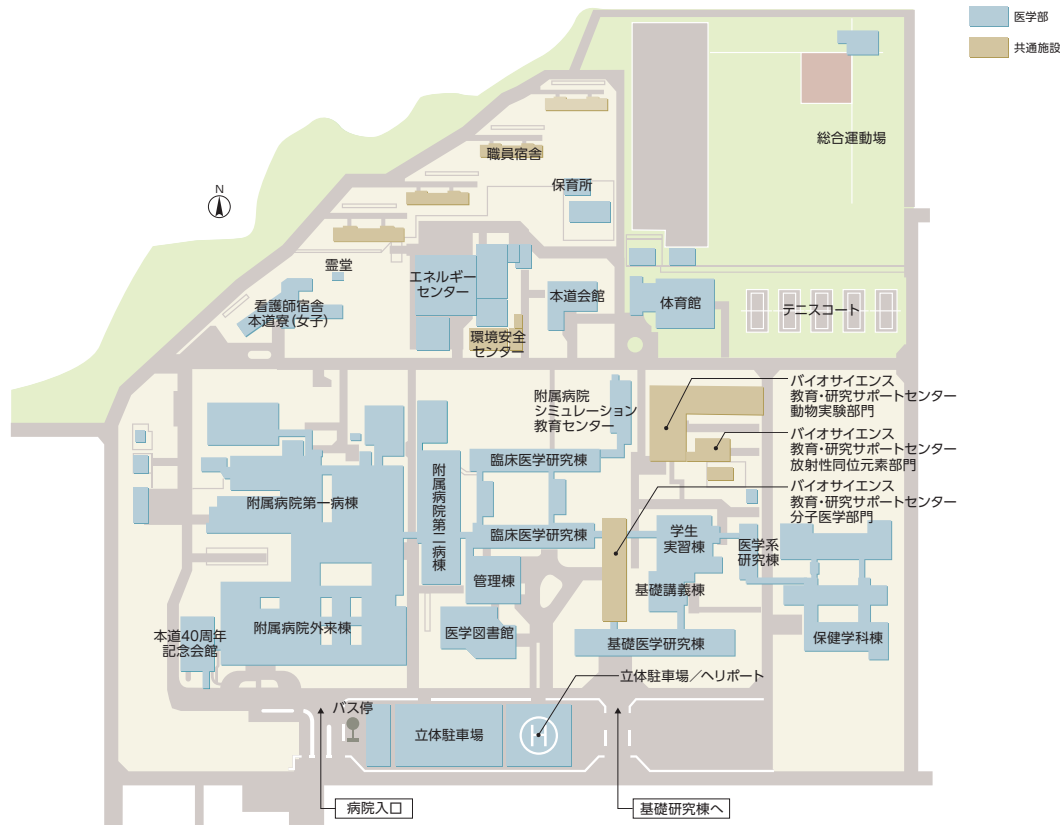 医学部
共通施設
総合運動場
職員宿舎
保育所
N
霊堂
エネルギー
センター
本道会館
体育館
テニスコート
看護師宿舎
本道寮(女子)
環境安全
センター
附属病院
シミュレーション
教育センター
バイオサイエンス
教育・研究サポートセンター
動物実験部門
バイオサイエンス
教育・研究サポートセンター
放射性同位元素部門
バイオサイエンス
教育・研究サポートセンター
分子医学部門
臨床医学研究棟
附属病院第一病棟
附属病院第二病棟
臨床医学研究棟
学生
実習棟
医学系
研究棟
管理棟
基礎講義棟
附属病院外来棟
医学図書館
基礎医学研究棟
保健学科棟
本道40周年
記念会館
立体駐車場/ヘリポート
バス停
立体駐車場
H
病院入口
基礎研究棟へ